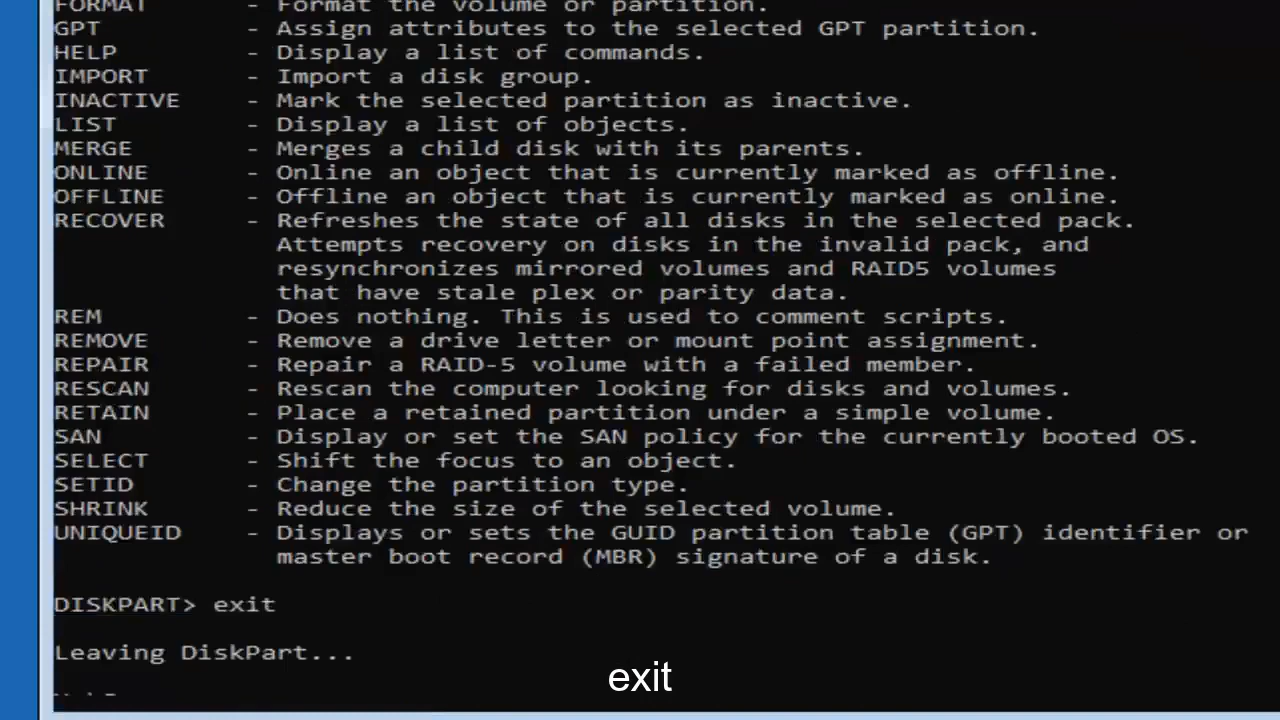 FORMAT - Format the volume or partition.
GPT - Assign attributes to the selected GPT partition.
HELP - Display a list of commands.
IMPORT - Import a disk group.
INACTIVE - Mark the selected partition as inactive.
LIST - Display a list of objects.
MERGE - Merges a child disk with its parents.
ONLINE - Online an object that is currently marked as offline.
OFFLINE - Offline an object that is currently marked as online.
RECOVER - Refreshes the state of all disks in the selected pack.
Attempts recovery on disks in the invalid pack, and
resynchronizes mirrored volumes and RAID5 volumes
that have stale plex or parity data.
REM - Does nothing. This is used to comment scripts.
REMOVE - Remove a drive letter or mount point assignment.
REPAIR - Repair a RAID-5 volume with a failed member.
RESCAN - Rescan the computer looking for disks and volumes.
RETAIN - Place a retained partition under a simple volume.
SAN - Display or set the SAN policy for the currently booted OS.
SELECT - Shift the focus to an object.
SETID - Change the partition type.
SHRINK - Reduce the size of the selected volume.
UNIQUEID - Displays or sets the GUID partition table (GPT) identifier or
master boot record (MBR) signature of a disk.
DISKPART> exit
Leaving DiskPart...
exit